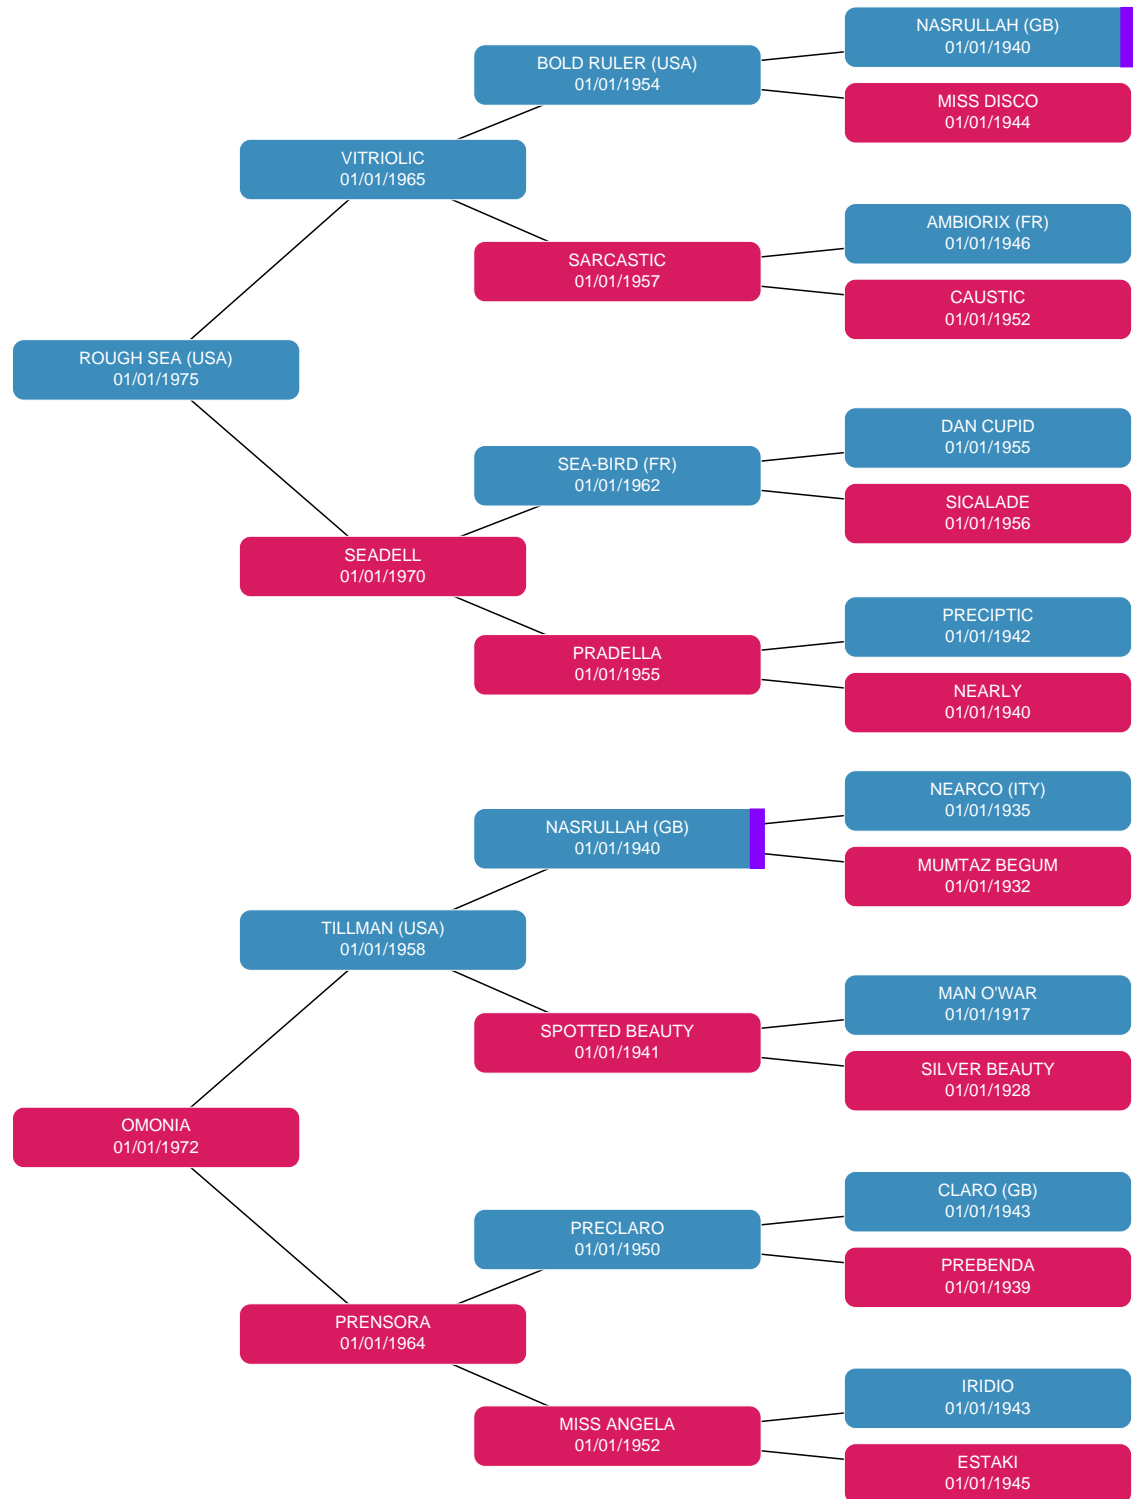 NASRULLAH (GB)
01/01/1940
BOLD RULER (USA)
01/01/1954
MISS DISCO
01/01/1944
VITRIOLIC
01/01/1965
AMBIORIX (FR)
01/01/1946
SARCASTIC
01/01/1957
CAUSTIC
01/01/1952
ROUGH SEA (USA)
01/01/1975
DAN CUPID
01/01/1955
SEA-BIRD (FR)
01/01/1962
SICALADE
01/01/1956
SEADELL
01/01/1970
PRECIPTIC
01/01/1942
PRADELLA
01/01/1955
NEARLY
01/01/1940
NEARCO (ITY)
01/01/1935
NASRULLAH (GB)
01/01/1940
MUMTAZ BEGUM
01/01/1932
TILLMAN (USA)
01/01/1958
MAN O'WAR
01/01/1917
SPOTTED BEAUTY
01/01/1941
SILVER BEAUTY
01/01/1928
OMONIA
01/01/1972
CLARO (GB)
01/01/1943
PRECLARO
01/01/1950
PREBENDA
01/01/1939
PRENSORA
01/01/1964
IRIDIO
01/01/1943
MISS ANGELA
01/01/1952
ESTAKI
01/01/1945